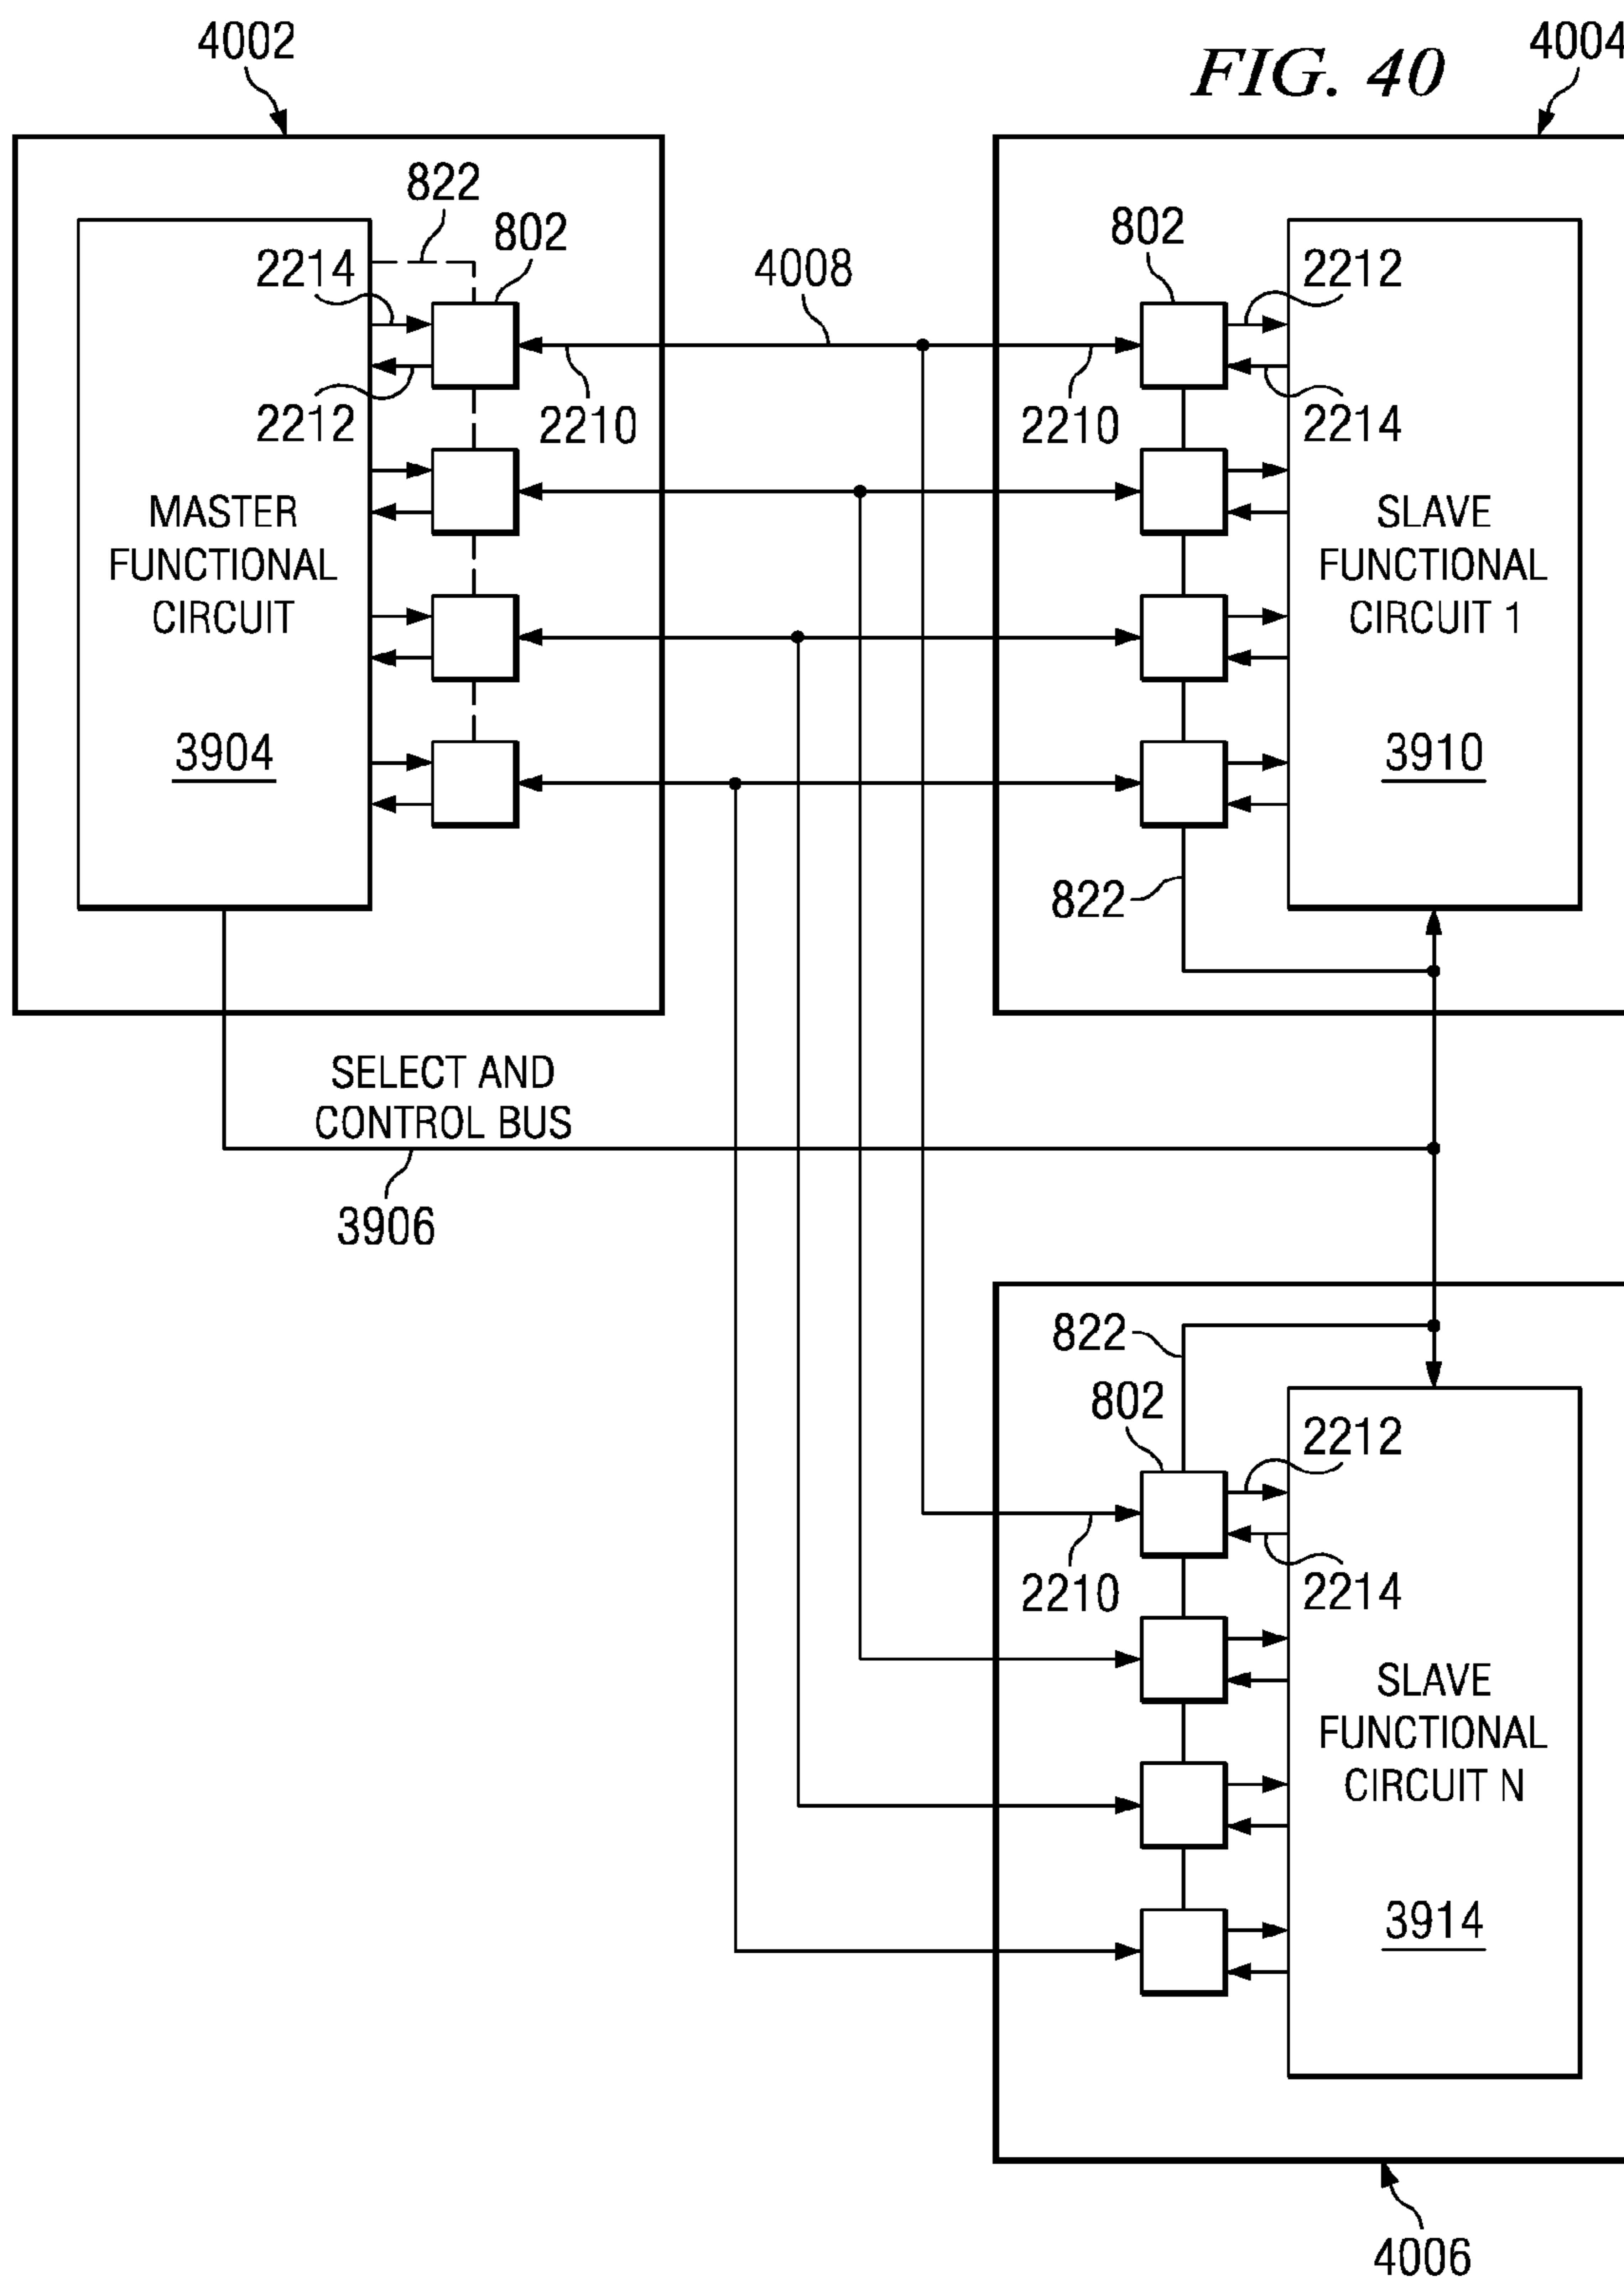 4002
FIG. 40
4004
822
802
802
2214
4008
2212
2212
2210
2210
2214
MASTER
FUNCTIONAL
CIRCUIT
SLAVE
FUNCTIONAL
CIRCUIT 1
3904
3910
822
SELECT AND
CONTROL BUS
3906
822
802
2212
2210
2214
SLAVE
FUNCTIONAL
CIRCUIT N
3914
4006